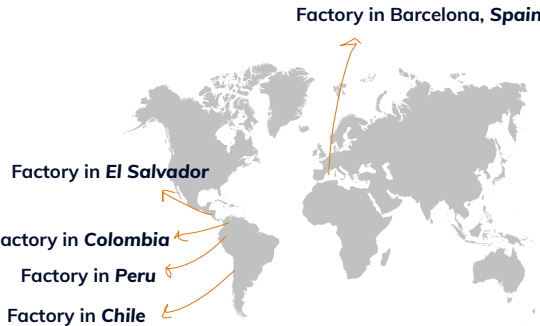 Factory in Barcelona, Spain
Factory in El Salvador
actory in Colombia
Factory in Peru
Factory in Chile